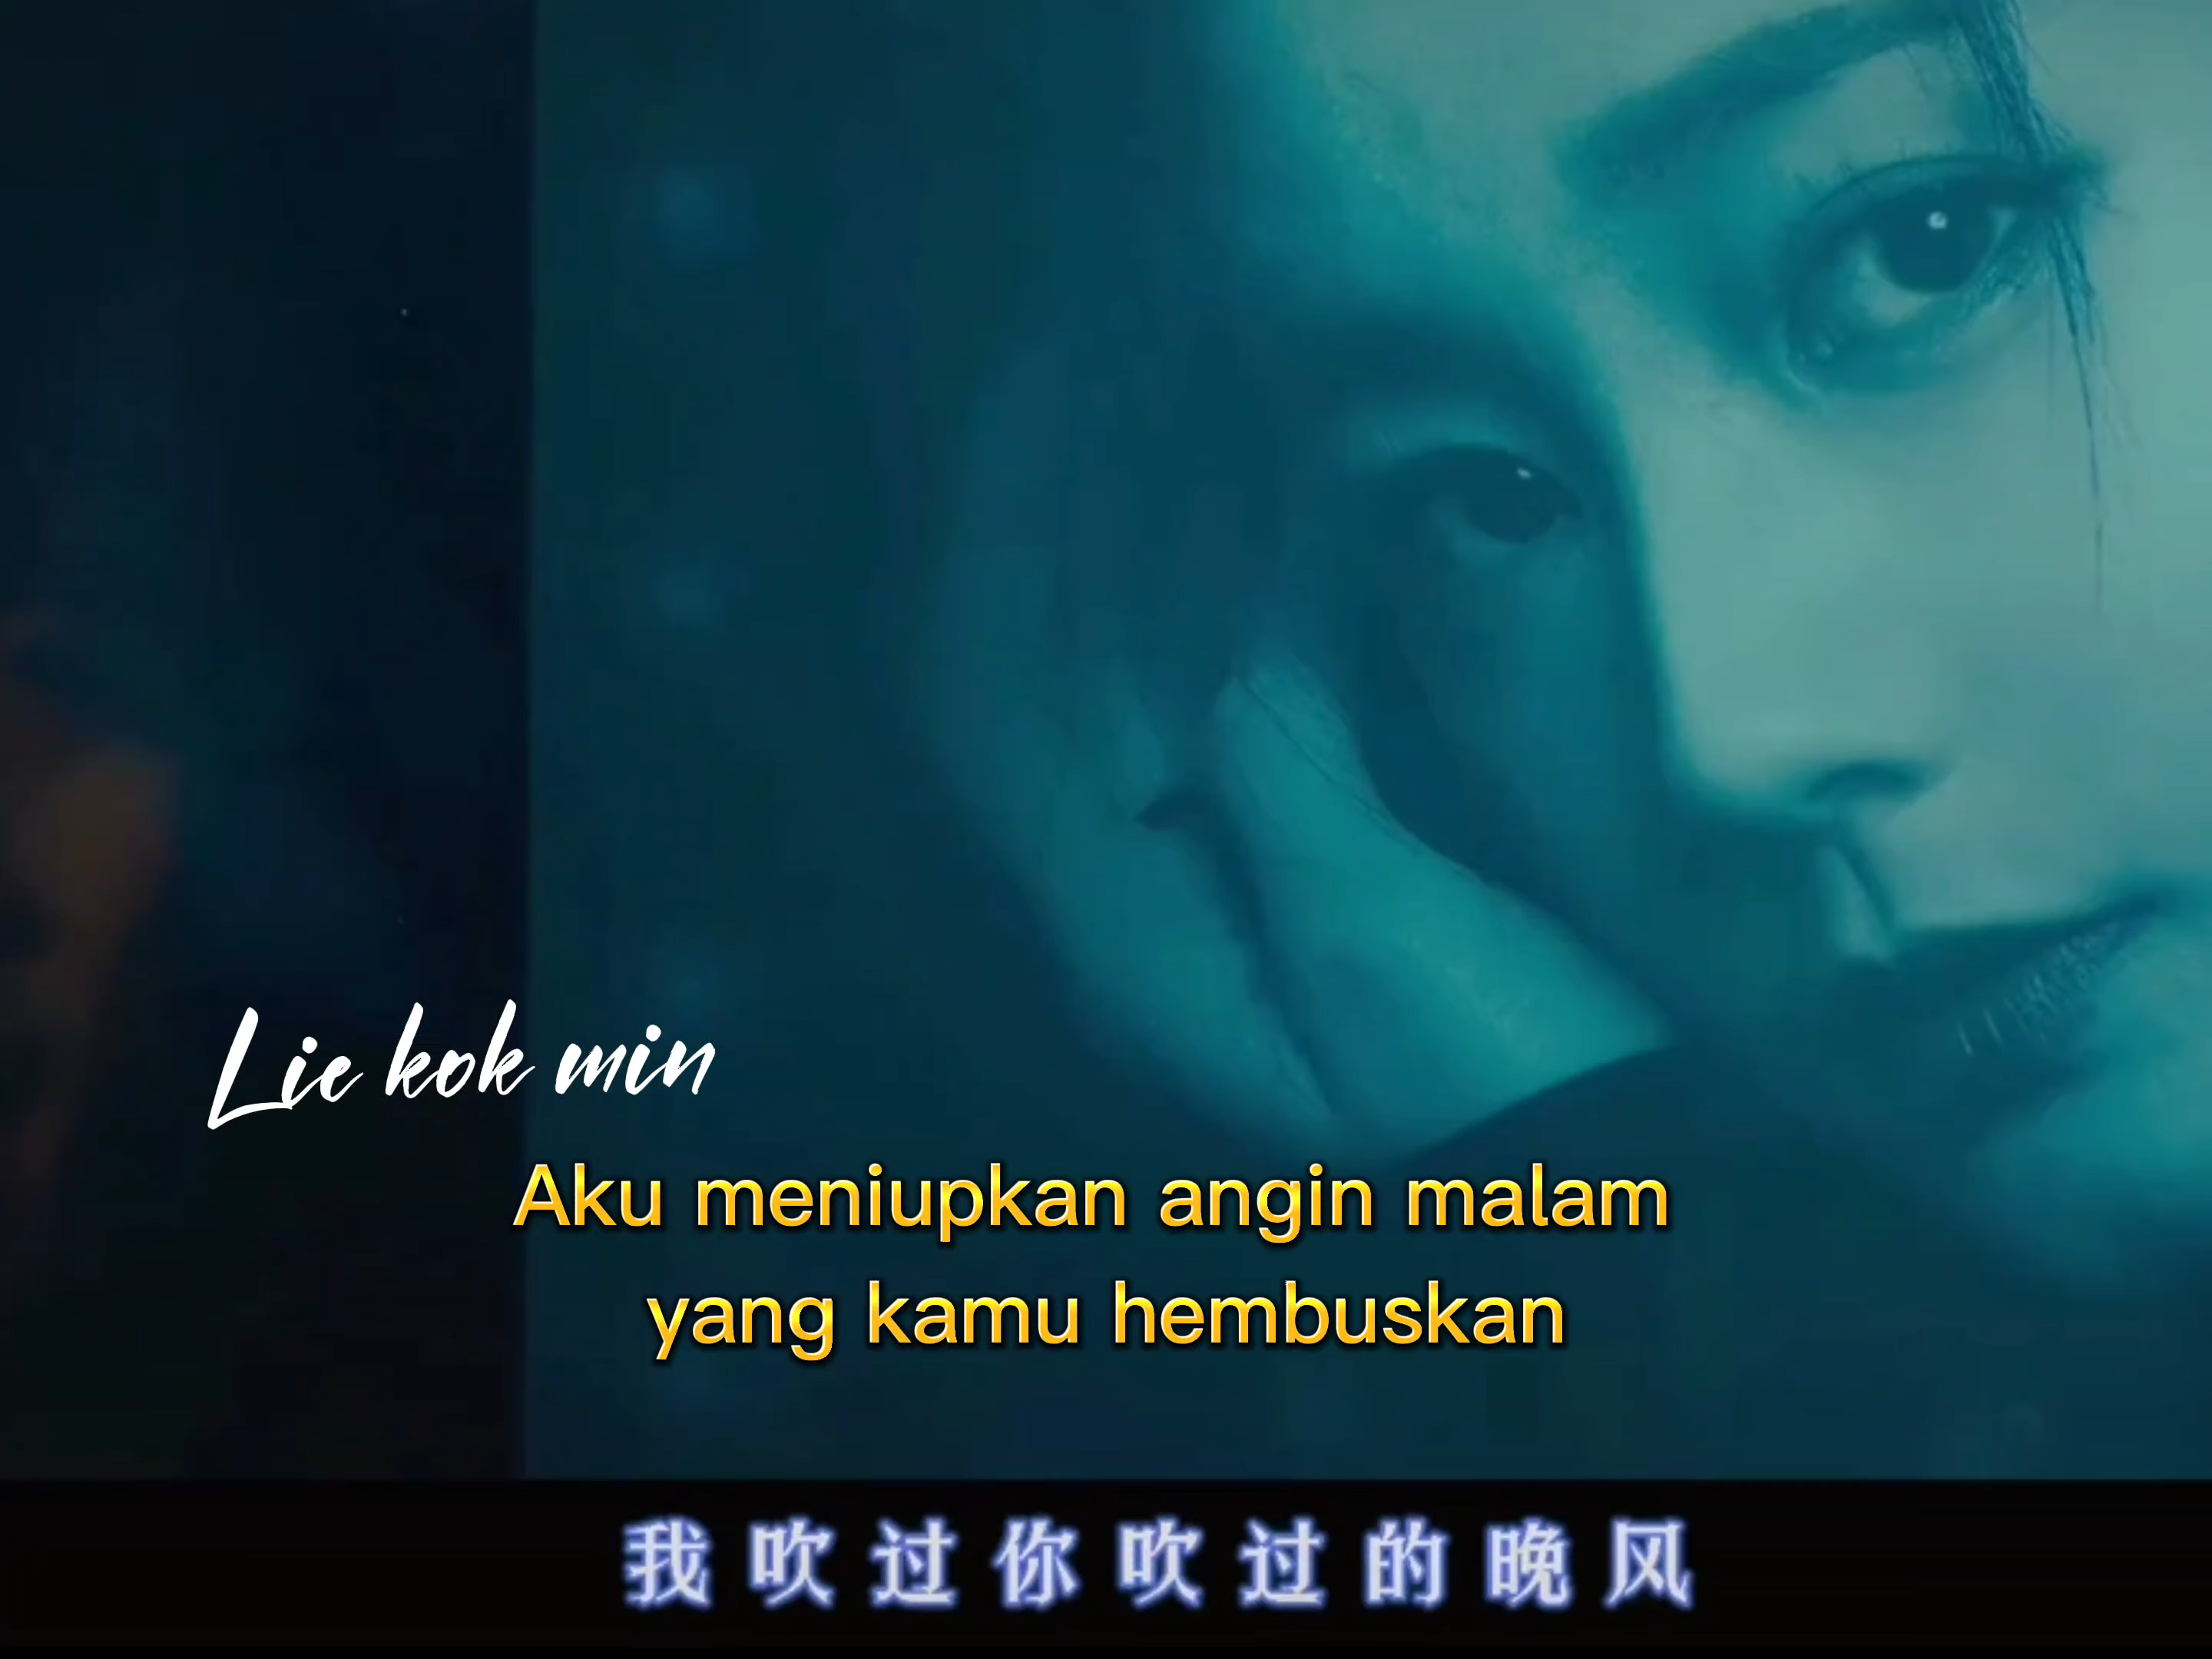 Lie kok min
Aku meniupkan angin malam
yang kamu hembuskan
我吹过你吹过的晚风